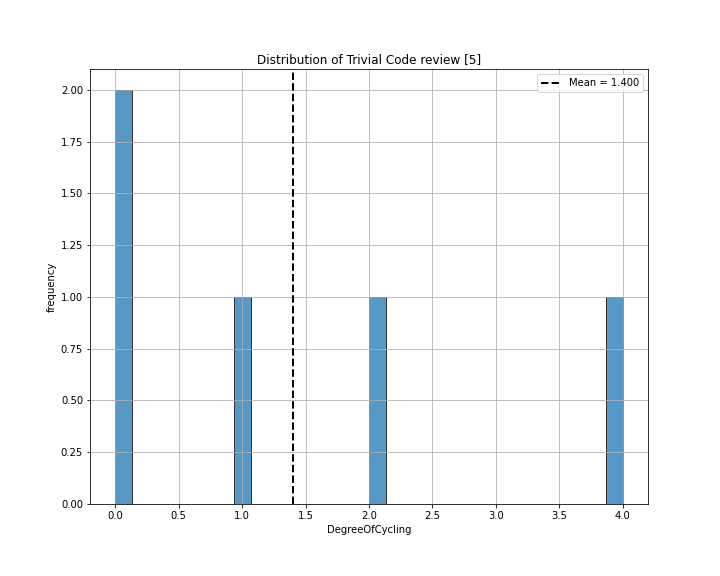 Distribution of Trivial Code review [5]
Mean = 1.400
2.00
1.75
1.50
1.25
1.00
0.75
0.50
0.25
0.00
frequency
0.0 0.5 1.0 1.5 2.0 2.5 3.0 3.5 4.0
DegreeOfCycling